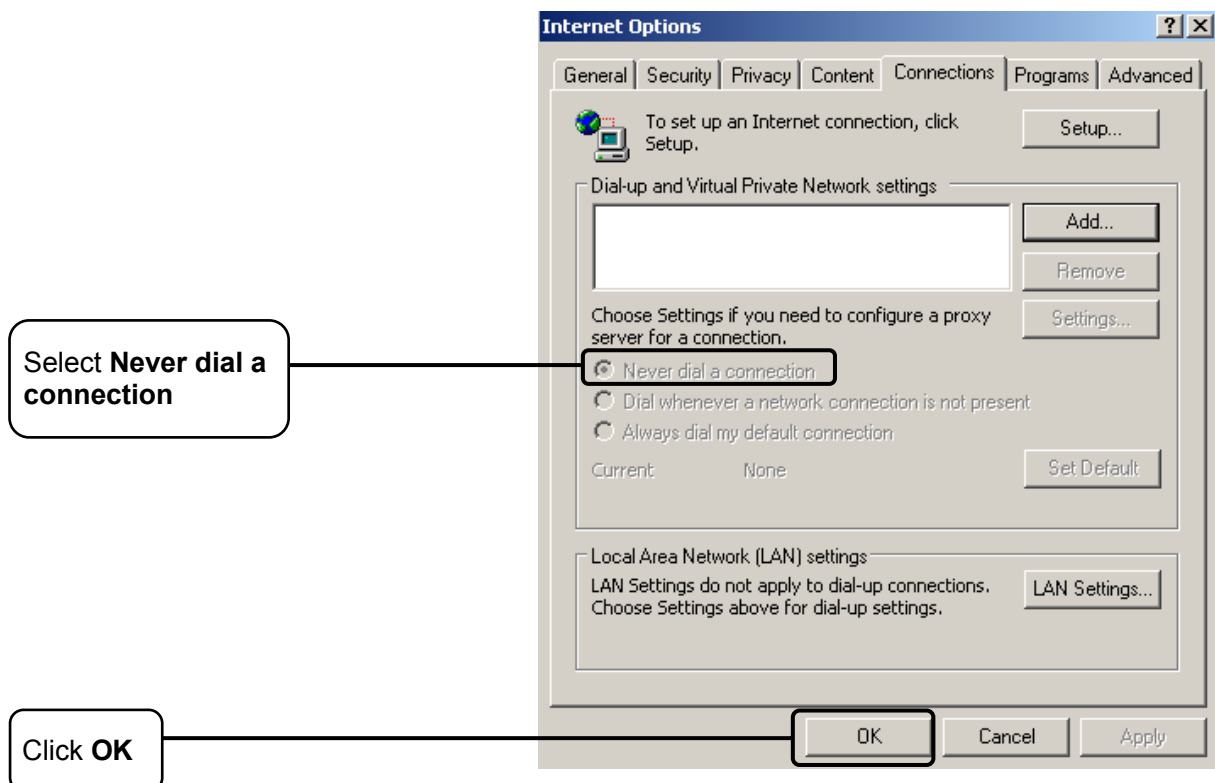 Internet Options
General Security Privacy Content Connections Programs Advanced
To set up an Internet connection, click
Setup.
Setup...
Dial-up and Virtual Private Network settings
Add...
Remove
Choose Settings if you need to configure a proxy
server for a connection.
Settings...
Select Never dial a
connection
Never dial a connection
Dial whenever a network connection is not present
Always dial my default connection
Current None
Set Default
Local Area Network (LAN) settings
LAN Settings do not apply to dial-up connections.
Choose Settings above for dial-up settings.
LAN Settings...
Click OK
OK Cancel Apply